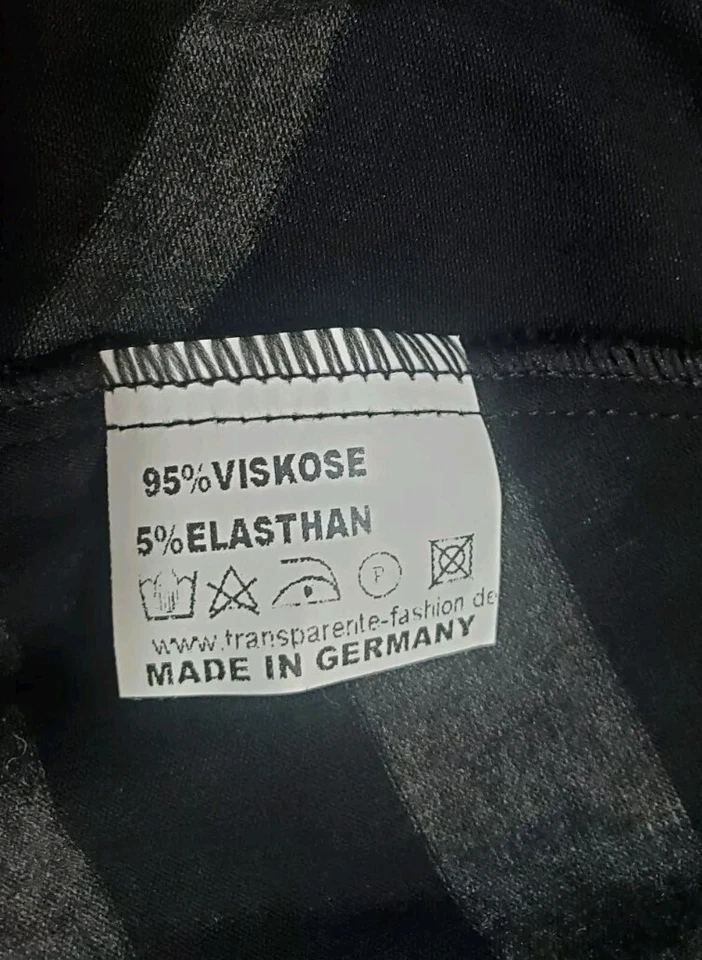 95%VISKOSE
5%ELASTHAN
P
www.transparente-fashion de
MADE IN GERMANY